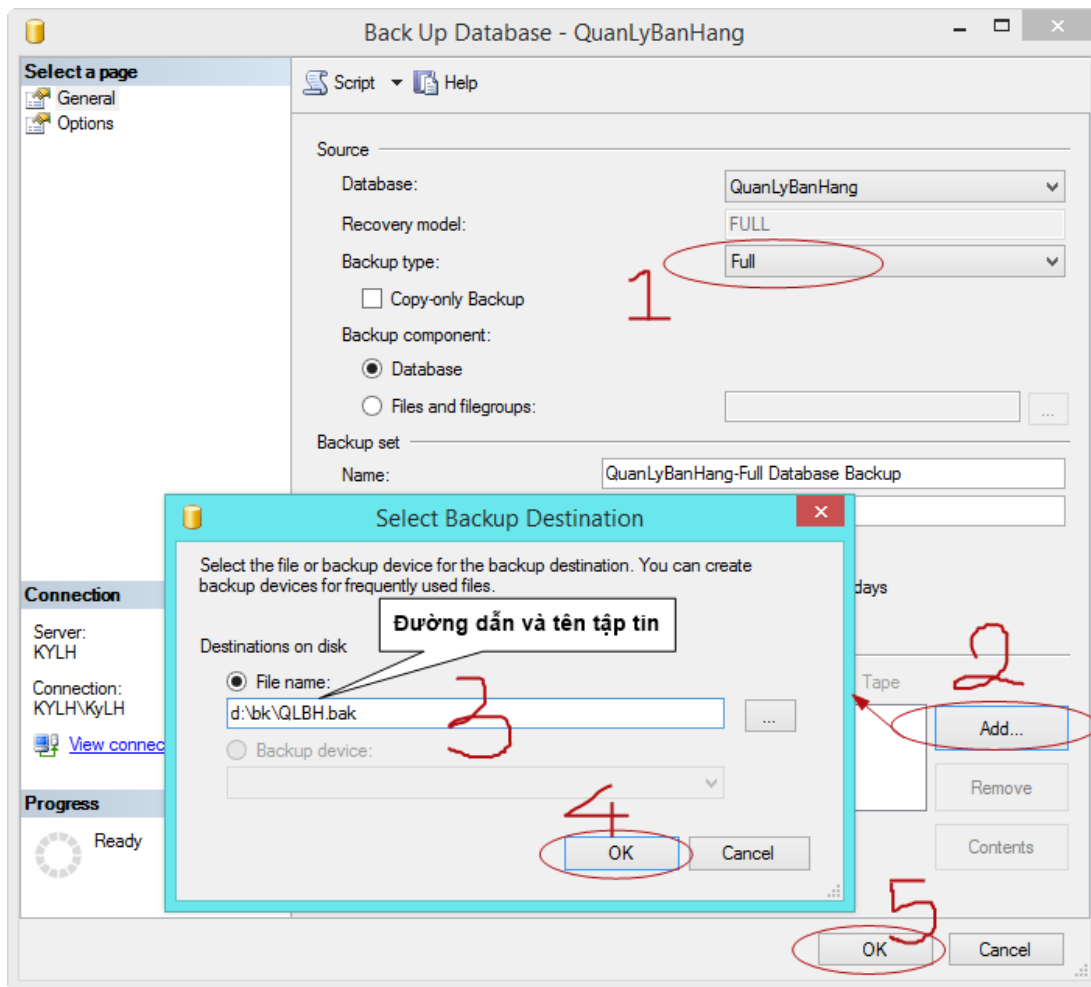 Back Up Database - QuanLyBanHang
Select a page
General
Options
Script
Help
Source
Database:
QuanLyBanHang
Recovery model:
FULL
Backup type:
Full
1
Copy-only Backup
Backup component:
Database
Files and filegroups:
...
Backup set
Name:
QuanLyBanHang-Full Database Backup
days
Tape
2
Add...
Remove
Contents
Select Backup Destination
Select the file or backup device for the backup destination. You can create
backup devices for frequently used files.
Đường dẫn và tên tập tin
Destinations on disk
File name:
d:\bk\QLBH.bak
3
...
Backup device:
4
OK
Cancel
Connection
Server:
KYLH
Connection:
KYLH\KyLH
View connec
Progress
Ready
5
OK
Cancel